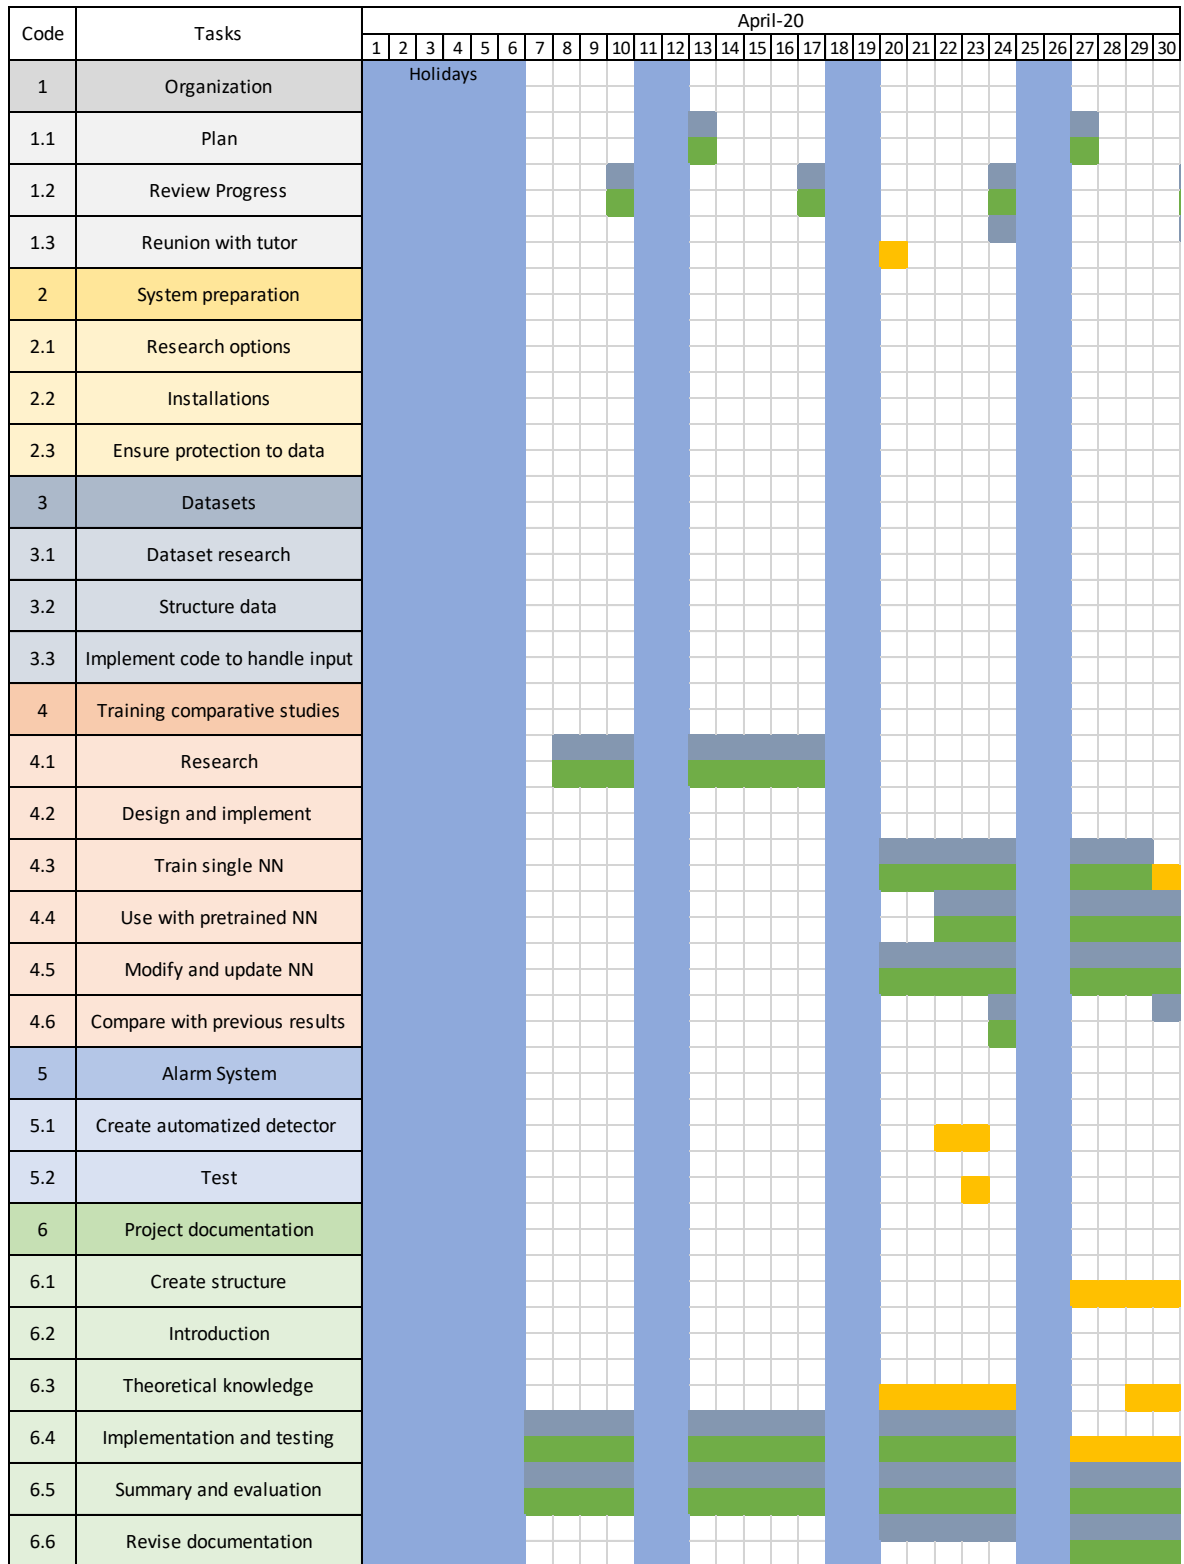 Code Tasks April-20
1 2 3 4 5 6 7 8 9 10 11 12 13 14 15 16 17 18 19 20 21 22 23 24 25 26 27 28 29 30
Holidays
1 Organization
1.1 Plan
1.2 Review Progress
1.3 Reunion with tutor
2 System preparation
2.1 Research options
2.2 Installations
2.3 Ensure protection to data
3 Datasets
3.1 Dataset research
3.2 Structure data
3.3 Implement code to handle input
4 Training comparative studies
4.1 Research
4.2 Design and implement
4.3 Train single NN
4.4 Use with pretrained NN
4.5 Modify and update NN
4.6 Compare with previous results
5 Alarm System
5.1 Create automatized detector
5.2 Test
6 Project documentation
6.1 Create structure
6.2 Introduction
6.3 Theoretical knowledge
6.4 Implementation and testing
6.5 Summary and evaluation
6.6 Revise documentation